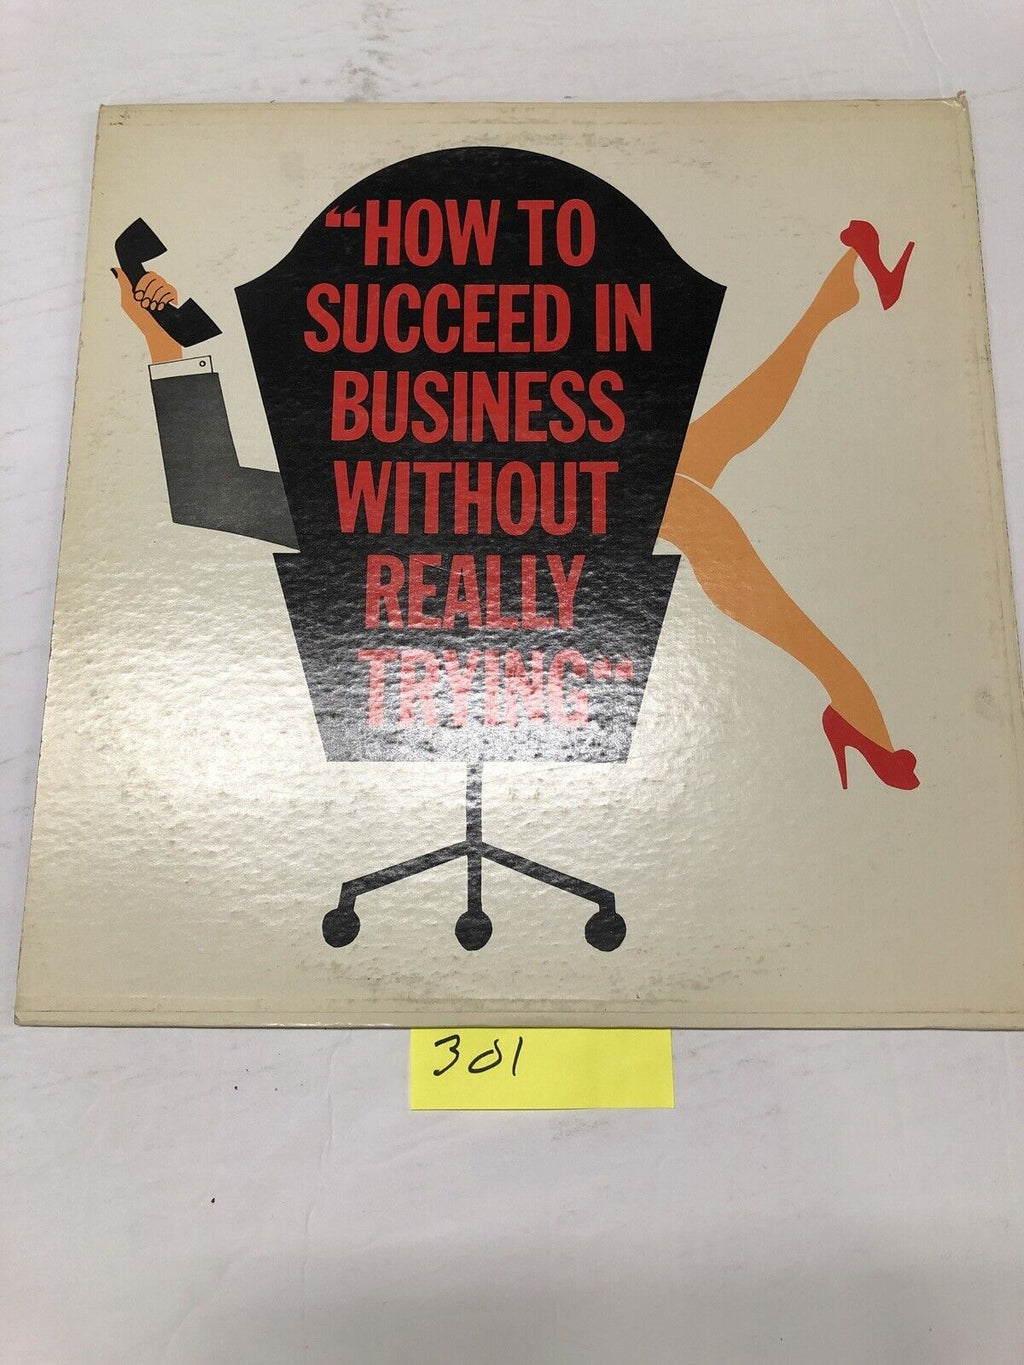 “HOW TO
SUCCEED IN
BUSINESS
WITHOUT
REALLY
TRYING”
301